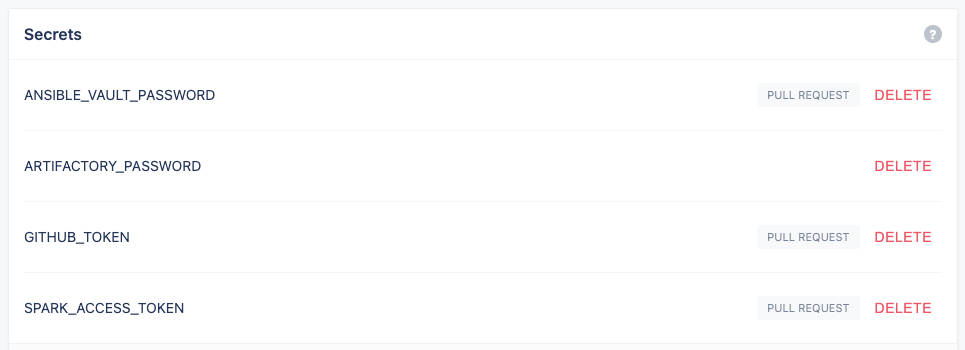 Secrets
?
ANSIBLE_VAULT_PASSWORD PULL REQUEST DELETE
ARTIFACTORY_PASSWORD DELETE
GITHUB_TOKEN PULL REQUEST DELETE
SPARK_ACCESS_TOKEN PULL REQUEST DELETE